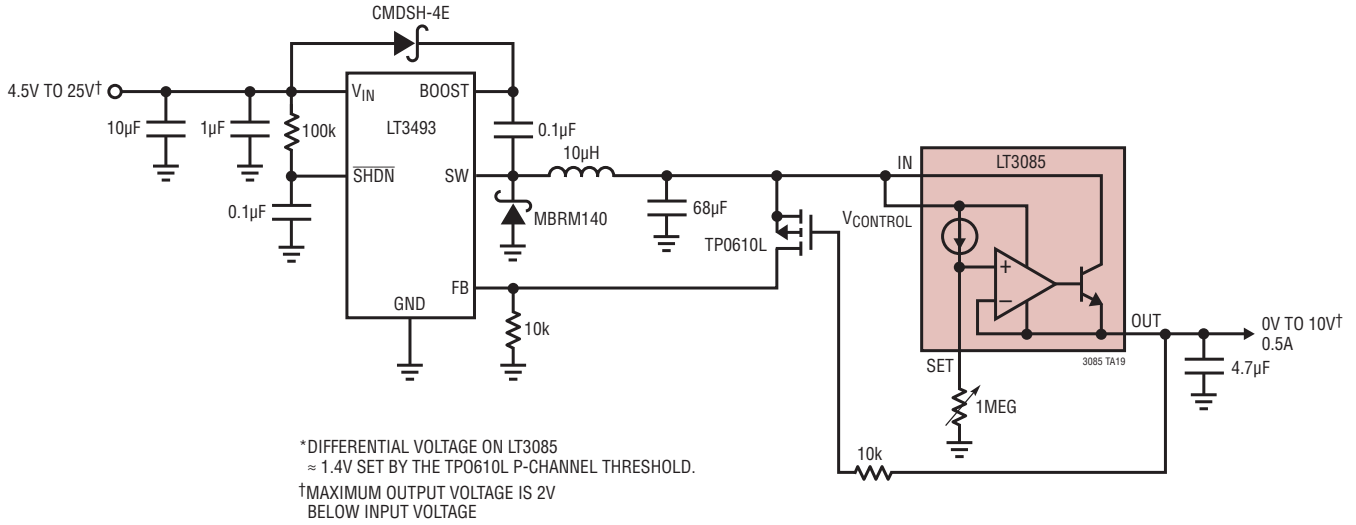 CMDSH-4E
4.5V TO 25V†
VIN
BOOST
LT3493
10µF
1µF
100k
0.1µF
10µH
SHDN
SW
0.1µF
MBRM140
68µF
TP0610L
FB
GND
10k
IN
LT3085
VCONTROL
+
–
OUT
0V TO 10V†
0.5A
4.7µF
SET
3085 TA19
1MEG
10k
*DIFFERENTIAL VOLTAGE ON LT3085
≈ 1.4V SET BY THE TPO610L P-CHANNEL THRESHOLD.
†MAXIMUM OUTPUT VOLTAGE IS 2V
BELOW INPUT VOLTAGE